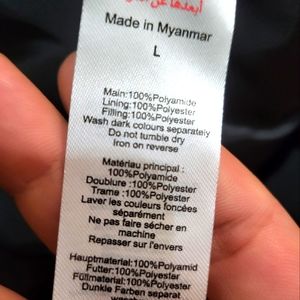 أبعدها عن
Made in Myanmar
L
Main:100%Polyamide
Lining:100%Polyester
Filling:100%Polyester
Wash dark colours separately
Do not tumble dry
Iron on reverse
Matériau principal :
100%Polyamide
Doublure :100%Polyester
Trame :100%Polyester
Laver les couleurs foncées
séparément
Ne pas faire sécher en
machine
Repasser sur l'envers
Hauptmaterial:100%Polyamid
Futter:100%Polyester
Füllmaterial:100%Polyester
Dunkle Farben separat